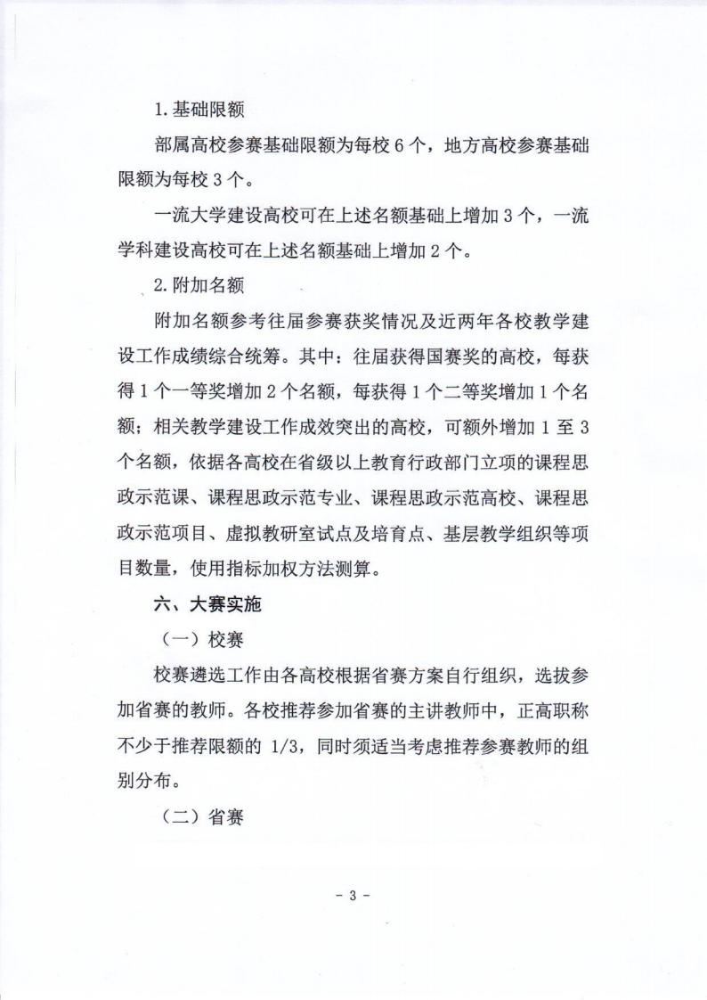 1. 基础限额
部属高校参赛基础限额为每校 6 个，地方高校参赛基础
限额为每校 3 个。
一流大学建设高校可在上述名额基础上增加 3 个，一流
学科建设高校可在上述名额基础上增加 2 个。
2. 附加名额
附加名额参考往届参赛获奖情况及近两年各校教学建
设工作成绩综合统筹。其中：往届获得国赛奖的高校，每获
得 1 个一等奖增加 2 个名额，每获得 1 个二等奖增加 1 个名
额；相关教学建设工作成效突出的高校，可额外增加 1 至 3
个名额，依据各高校在省级以上教育行政部门立项的课程思
政示范课、课程思政示范专业、课程思政示范高校、课程思
政示范项目、虚拟教研室试点及培育点、基层教学组织等项
目数量，使用指标加权方法测算。
六、大赛实施
（一）校赛
校赛遴选工作由各高校根据省赛方案自行组织，选拔参
加省赛的教师。各校推荐参加省赛的主讲教师中，正高职称
不少于推荐限额的 1/3，同时须适当考虑推荐参赛教师的组
别分布。
（二）省赛
- 3 -